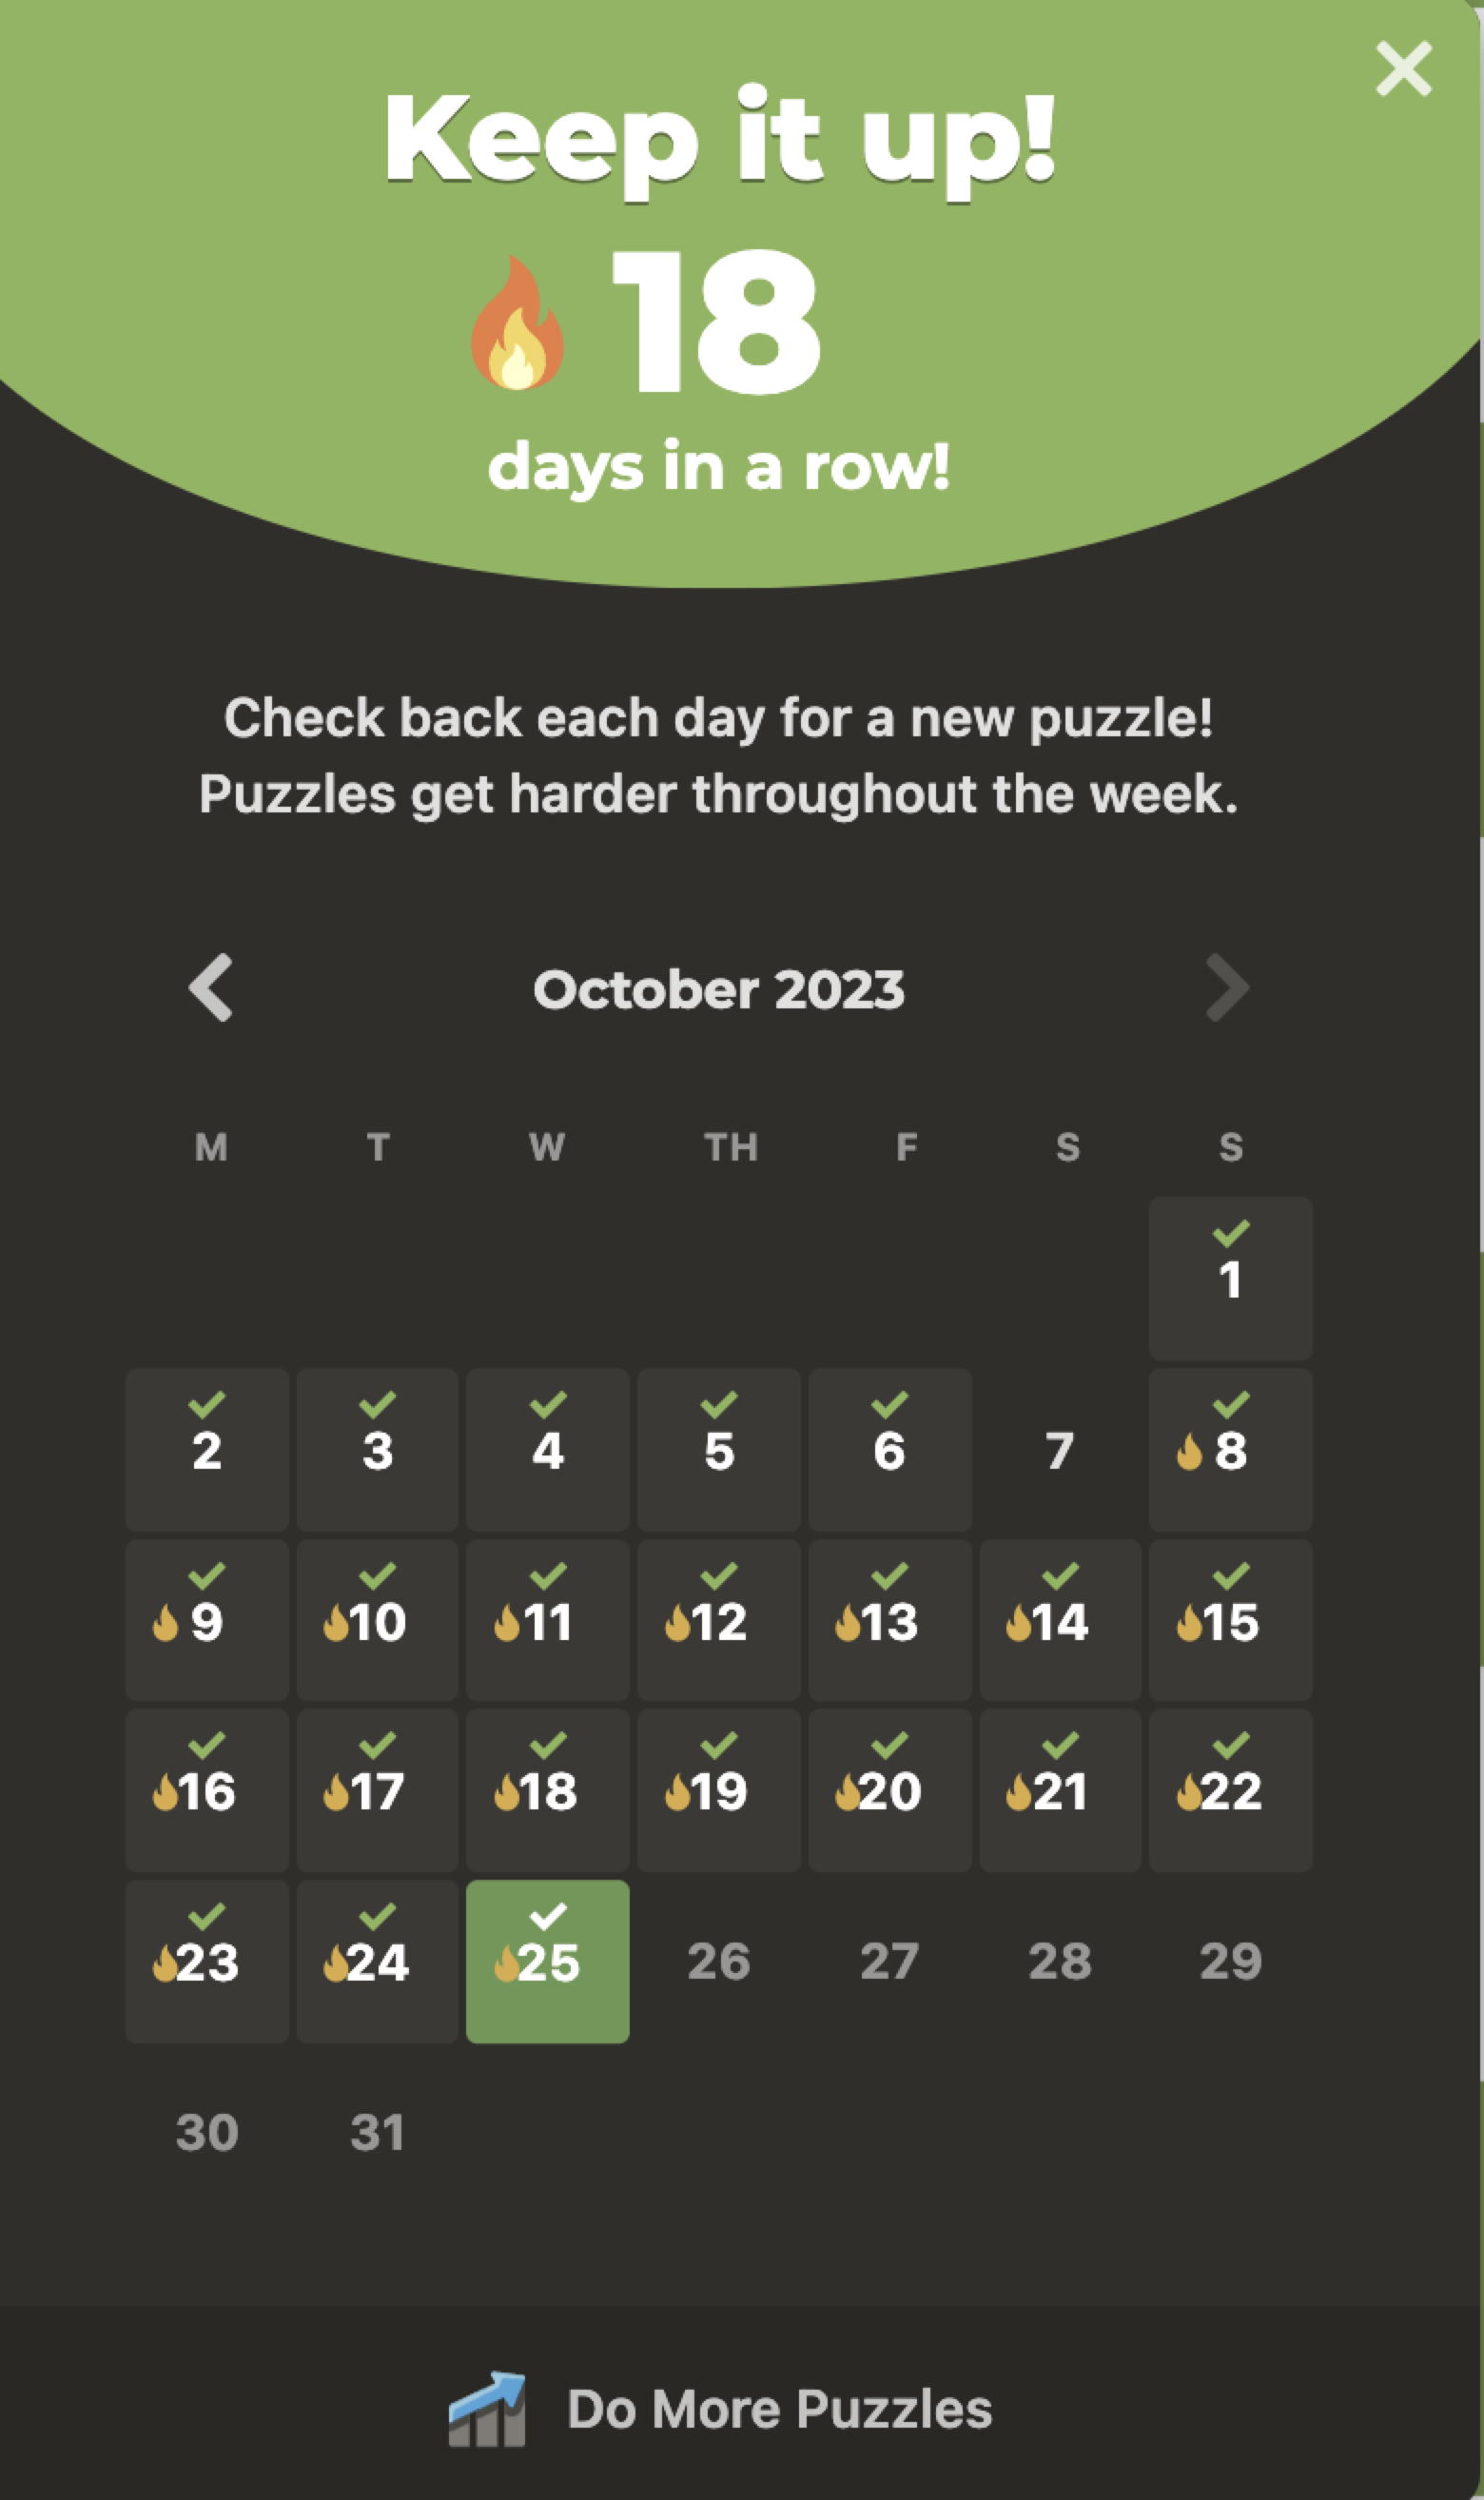 Keep it up!
18
days in a row!
Check back each day for a new puzzle!
Puzzles get harder throughout the week.
October 2023
M T W TH F S S
1
2 3 4 5 6 7 8
9 10 11 12 13 14 15
16 17 18 19 20 21 22
23 24 25 26 27 28 29
30 31
Do More Puzzles